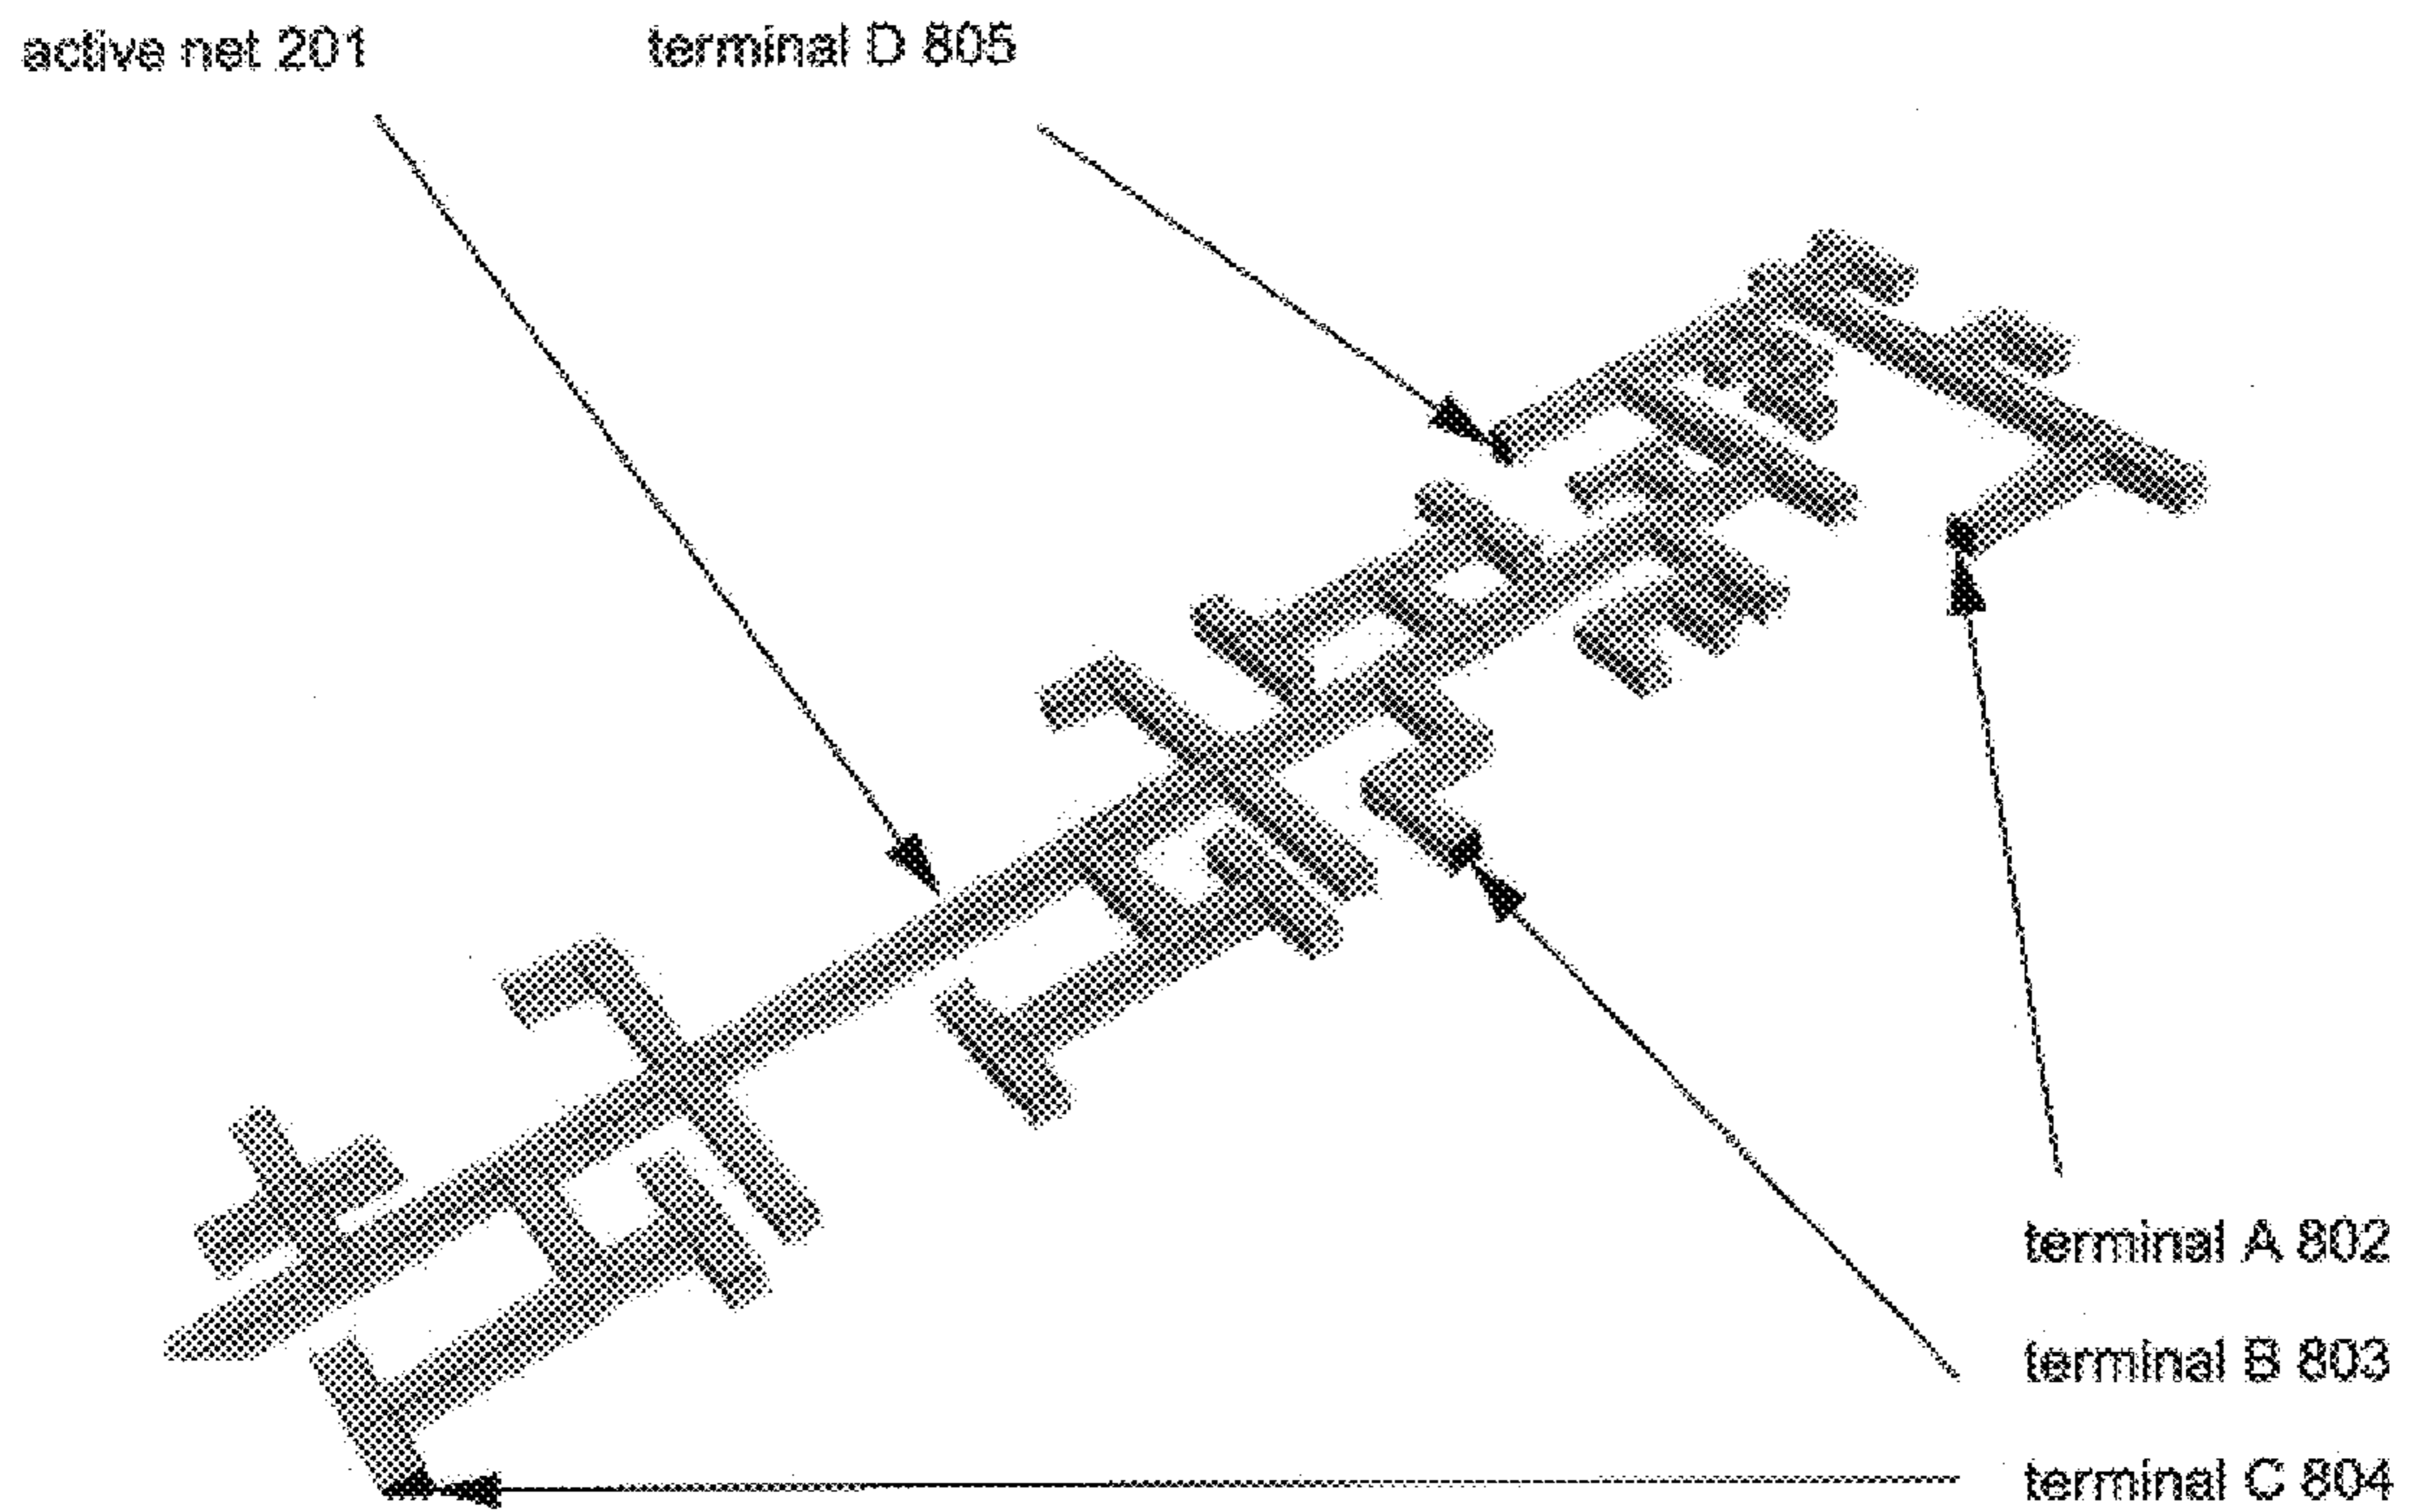 active net 201
terminal D 805
terminal A 802
terminal B 803
terminal C 804